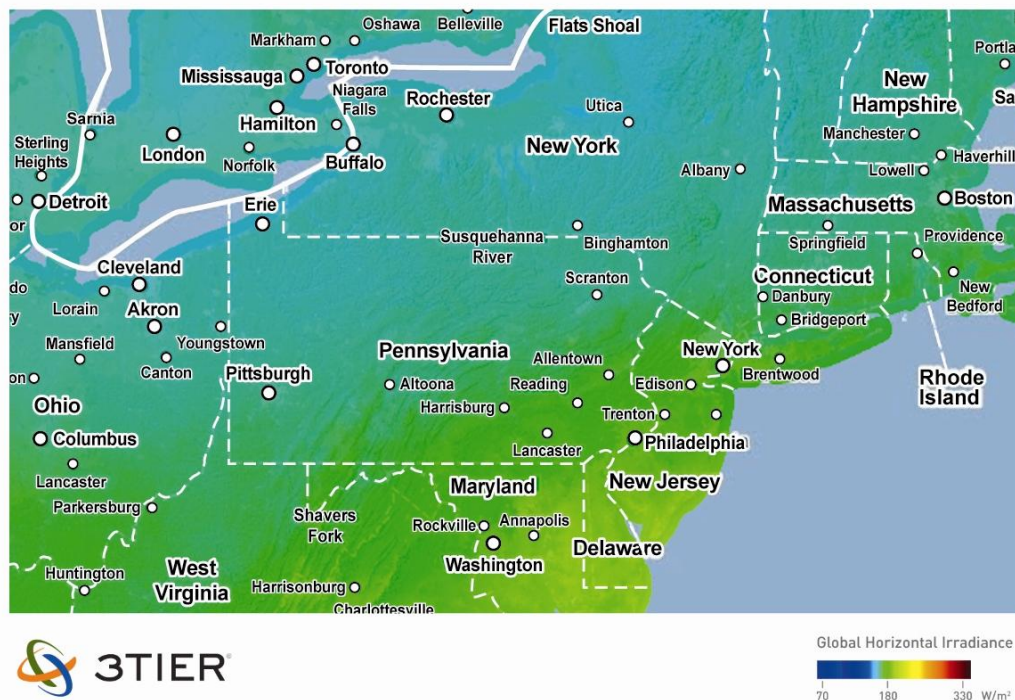 Oshawa
Belleville
Flats Shoal
Markham
Toronto
Mississauga
Niagara
Falls
Rochester
Utica
New
Hampshire
Hamilton
Sarnia
Sterling
Heights
London
Norfolk
Buffalo
New York
Manchester
Haverhill
Lowell
Albany
Detroit
Erie
Massachusetts
Boston
Susquehanna
River
Binghamton
Springfield
Providence
Cleveland
Scranton
Connecticut
Danbury
New
Bedford
Lorain
Akron
Bridgeport
Mansfield
Youngstown
Canton
Pennsylvania
Allentown
New York
Brentwood
Pittsburgh
Altoona
Reading
Edison
Rhode
Island
Ohio
Harrisburg
Trenton
Columbus
Lancaster
Philadelphia
Lancaster
Maryland
New Jersey
Parkersburg
Shavers
Fork
Rockville
Annapolis
Delaware
Washington
Huntington
West
Virginia
Harrisonburg
Charlottesville
3TIER®
Global Horizontal Irradiance
70 180 330 W/m²